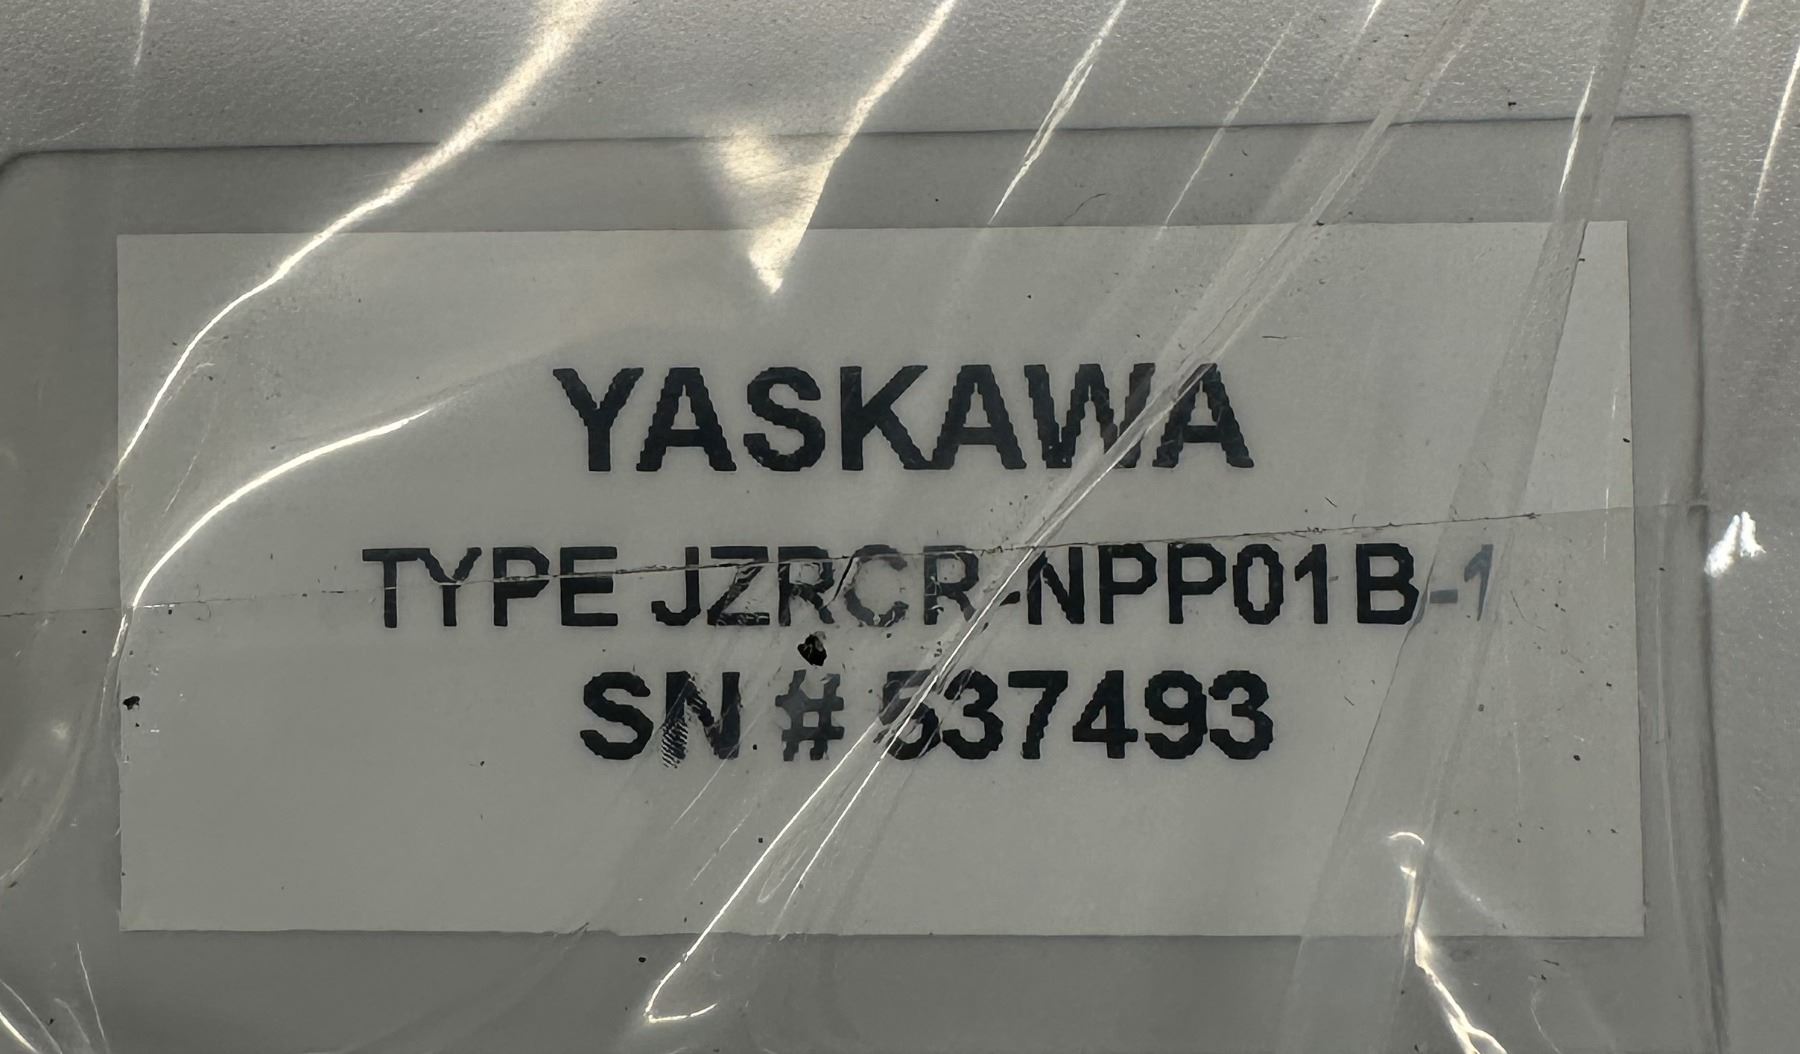 YASKAWA
TYPE JZRCR-NPP01B-1
SN # 537493